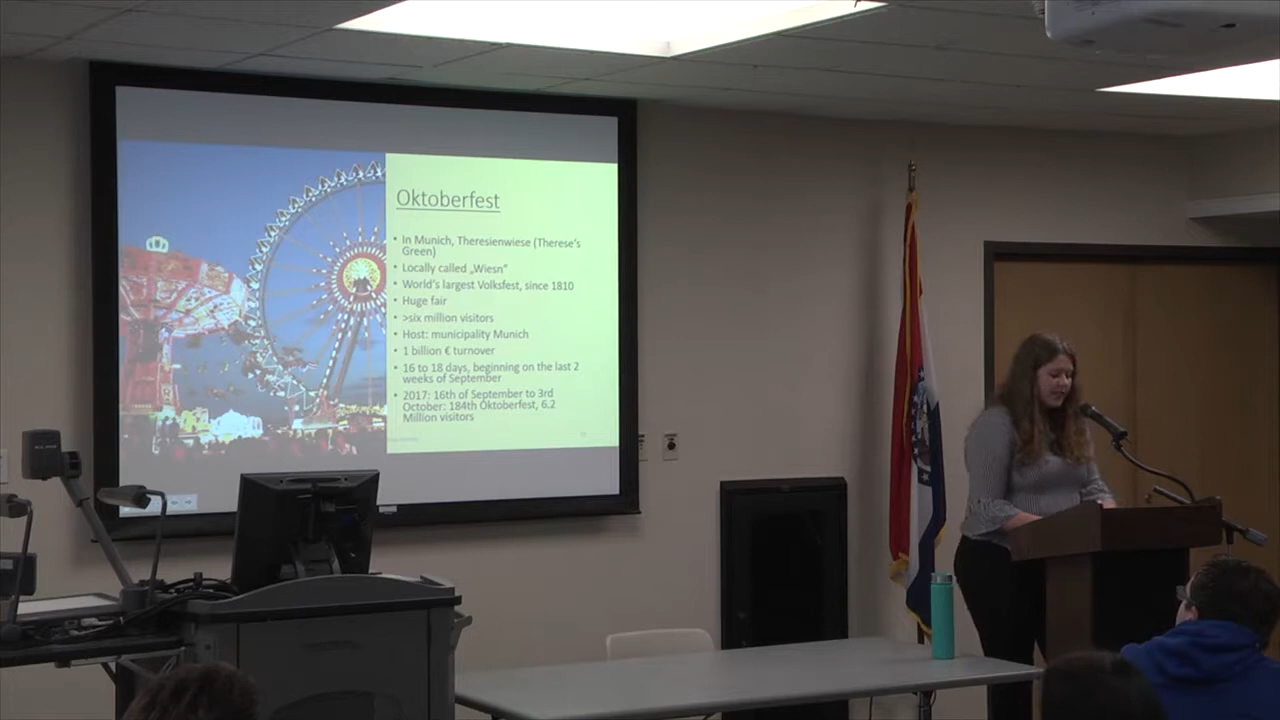 Oktoberfest
• In Munich, Theresienwiese (Therese's
Green)
• Locally called „Wiesn“
• World's largest Volksfest, since 1810
• Huge fair
• >six million visitors
• Host: municipality Munich
• 1 billion € turnover
• 16 to 18 days, beginning on the last 2
weeks of September
• 2017: 16th of September to 3rd
October: 184th Oktoberfest, 6.2
Million visitors